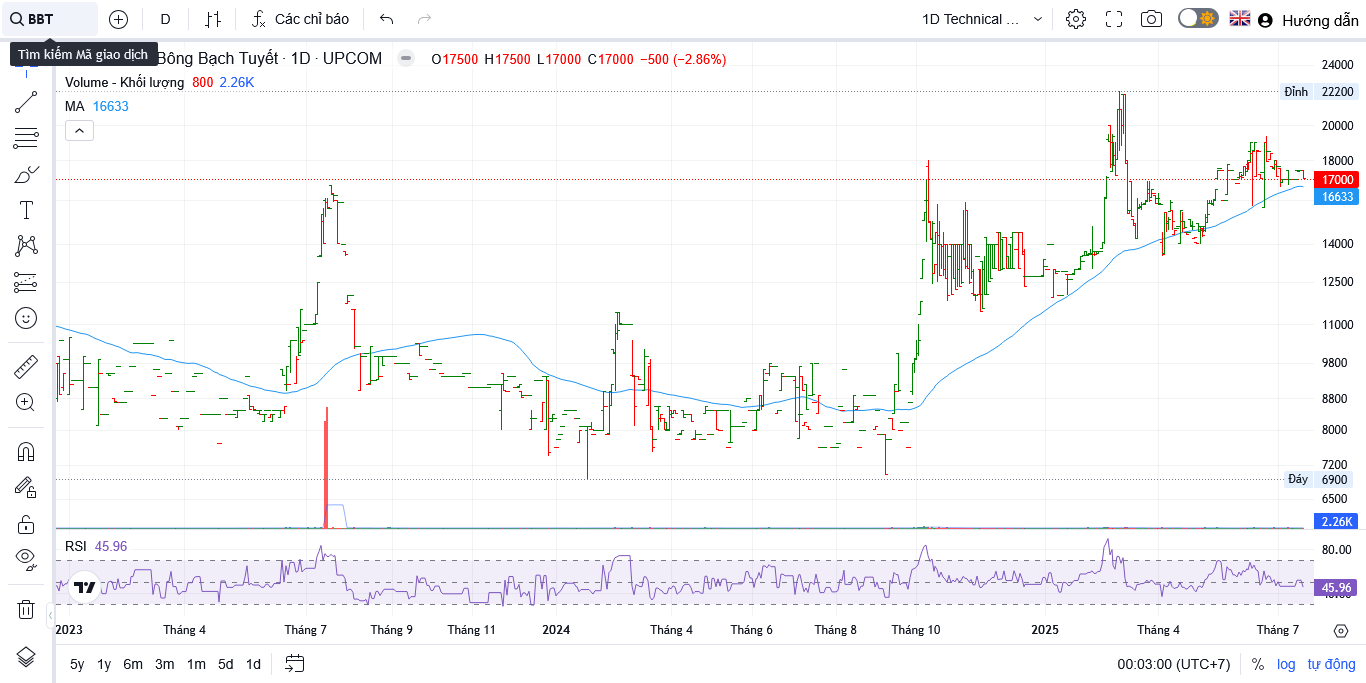 BBT D Các chỉ báo 1D Technical ... Hướng dẫn
Tìm kiếm Mã giao dịch
Bông Bạch Tuyết · 1D · UPCOM O17500 H17500 L17000 C17000 −500 (−2.86%)
Volume - Khối lượng 800 2.26K
MA 16633
24000
Đỉnh 22200
20000
18000
17000
16633
14000
12500
11000
9800
8800
8000
7200
Đáy 6900
6500
2.26K
RSI 45.96
80.00
45.96
2023 Tháng 4 Tháng 7 Tháng 9 Tháng 11 2024 Tháng 4 Tháng 6 Tháng 8 Tháng 10 2025 Tháng 4 Tháng 7
5y 1y 6m 3m 1m 5d 1d 00:03:00 (UTC+7) % log tự động